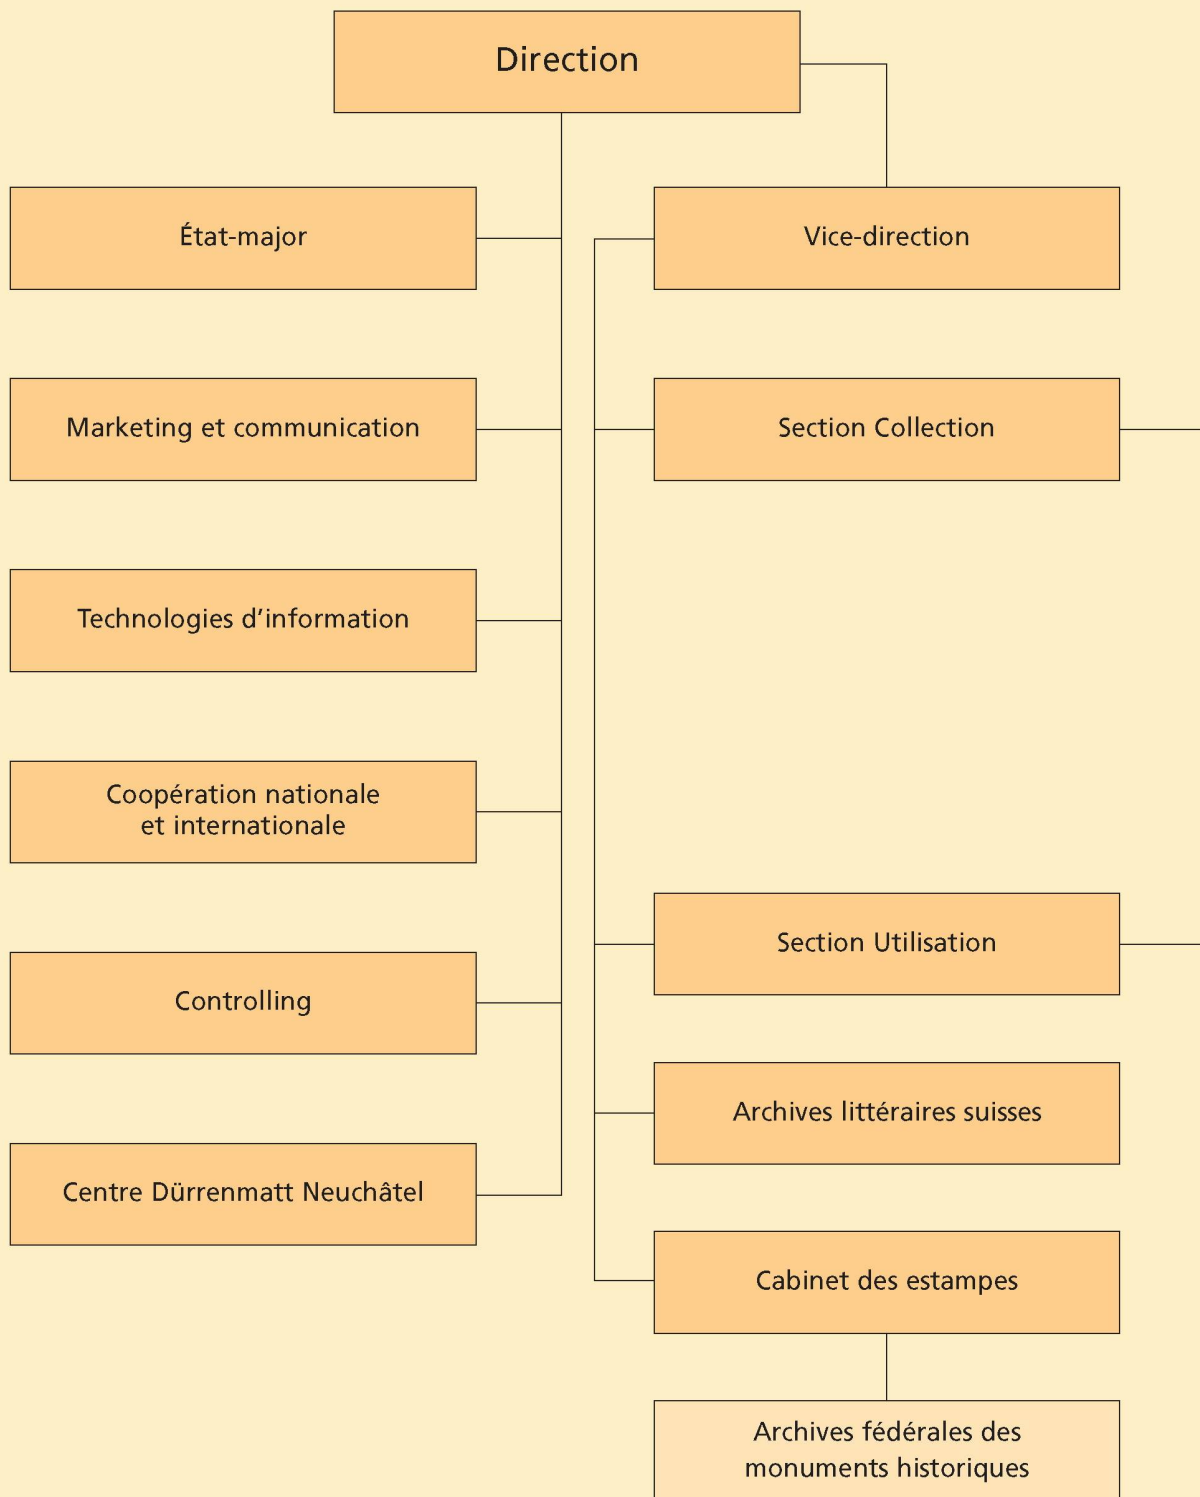 Direction
État-major
Vice-direction
Marketing et communication
Section Collection
Technologies d’information
Coopération nationale
et internationale
Section Utilisation
Controlling
Archives littéraires suisses
Centre Dürrenmatt Neuchâtel
Cabinet des estampes
Archives fédérales des
monuments historiques